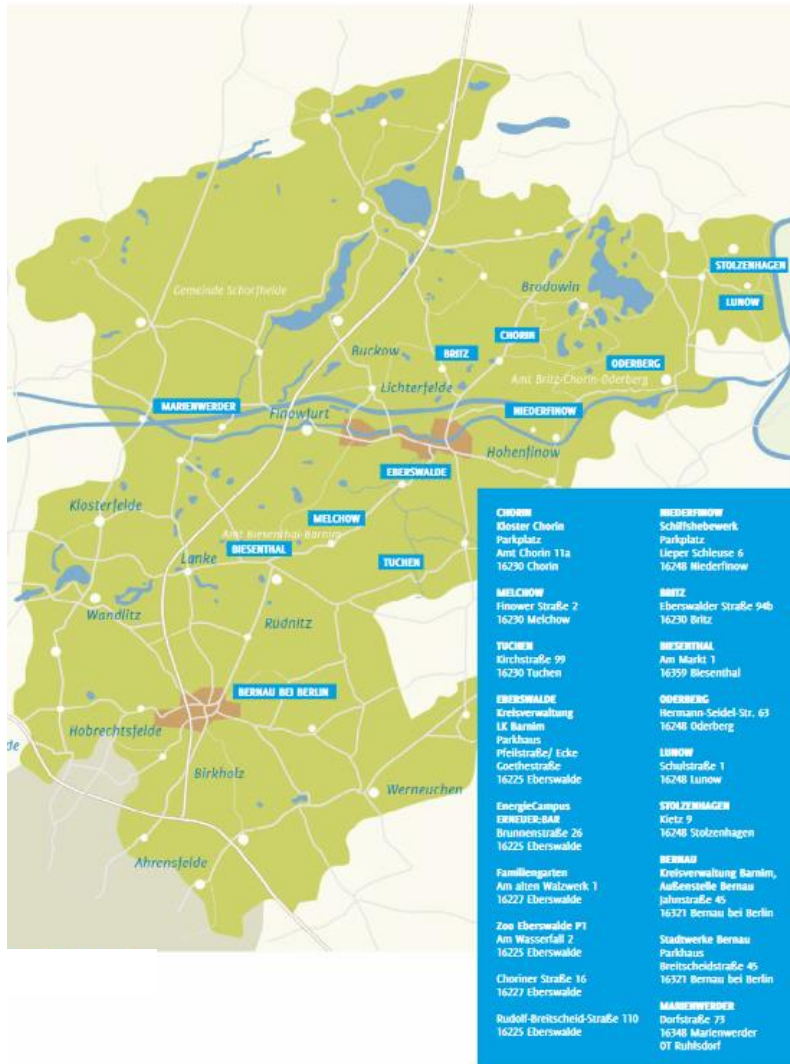 STOLZENHAGEN
LUNOW
Gemeinde Schorfheide
Brodowin
CHORIN
Buckow
BRITZ
ODERBERG
Amt Britz-Chorin-Oderberg
Lichterfelde
MARIENWERDER
NIEDERFINOW
Finowfurt
Hohenfinow
EBERSWALDE
Klosterfelde
MELCHOW
Amt Biesenthal-Barnim
BIESENTHAL
Lanke
TUCHEN
Wandlitz
Rüdnitz
BERNAU BEI BERLIN
Hobrechtsfelde
de
Birkholz
Werneuchen
Ahrensfelde
CHORIN
Kloster Chorin
Parkplatz
Amt Chorin 11a
16230 Chorin
MELCHOW
Finower Straße 2
16230 Melchow
TUCHEN
Kirchstraße 99
16230 Tuchen
EBERSWALDE
Kreisverwaltung
LK Barnim
Parkhaus
Pfeilstraße/ Ecke
Goethestraße
16225 Eberswalde
EnergieCampus
ERNEUER:BAR
Brunnenstraße 26
16225 Eberswalde
Familiengarten
Am alten Walzwerk 1
16227 Eberswalde
Zoo Eberswalde P1
Am Wasserfall 2
16225 Eberswalde
Choriner Straße 16
16227 Eberswalde
Rudolf-Breitscheid-Straße 110
16225 Eberswalde
NIEDERFINOW
Schiffshebewerk
Parkplatz
Lieper Schleuse 6
16248 Niederfinow
BRITZ
Eberswalder Straße 94b
16230 Britz
BIESENTHAL
Am Markt 1
16359 Biesenthal
ODERBERG
Hermann-Seidel-Str. 63
16248 Oderberg
LUNOW
Schulstraße 1
16248 Lunow
STOLZENHAGEN
Kietz 9
16248 Stolzenhagen
BERNAU
Kreisverwaltung Barnim,
Außenstelle Bernau
Jahnstraße 45
16321 Bernau bei Berlin
Stadtwerke Bernau
Parkhaus
Breitscheidstraße 45
16321 Bernau bei Berlin
MARIENWERDER
Dorfstraße 73
16348 Marienwerder
OT Ruhlsdorf